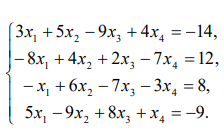 3x₁ + 5x₂ − 9x₃ + 4x₄ = −14,
−8x₁ + 4x₂ + 2x₃ − 7x₄ = 12,
−x₁ + 6x₂ − 7x₃ − 3x₄ = 8,
5x₁ − 9x₂ + 8x₃ + x₄ = −9.